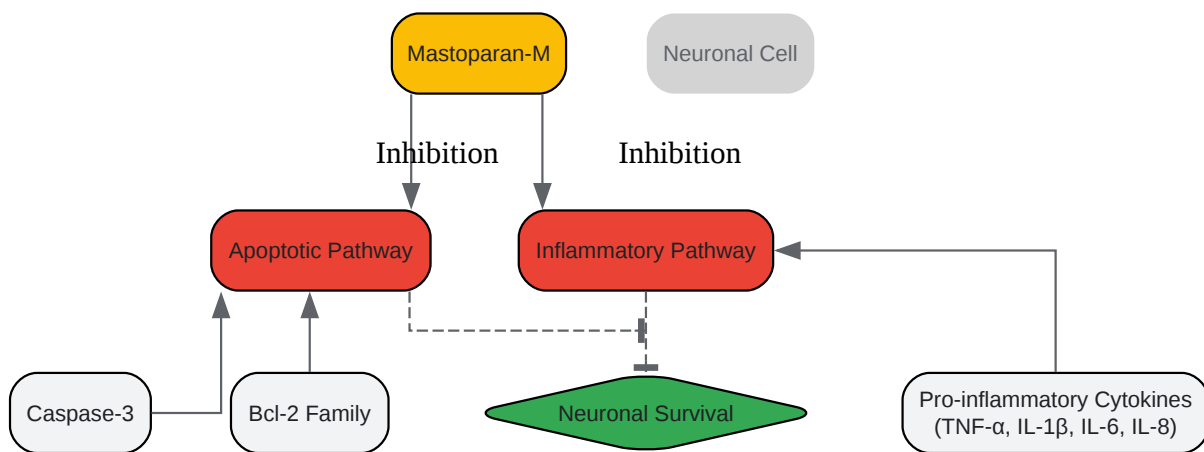 Mastoparan-M
Neuronal Cell
Inhibition
Inhibition
Apoptotic Pathway
Inflammatory Pathway
Caspase-3
Bcl-2 Family
Neuronal Survival
Pro-inflammatory Cytokines
(TNF-α, IL-1β, IL-6, IL-8)